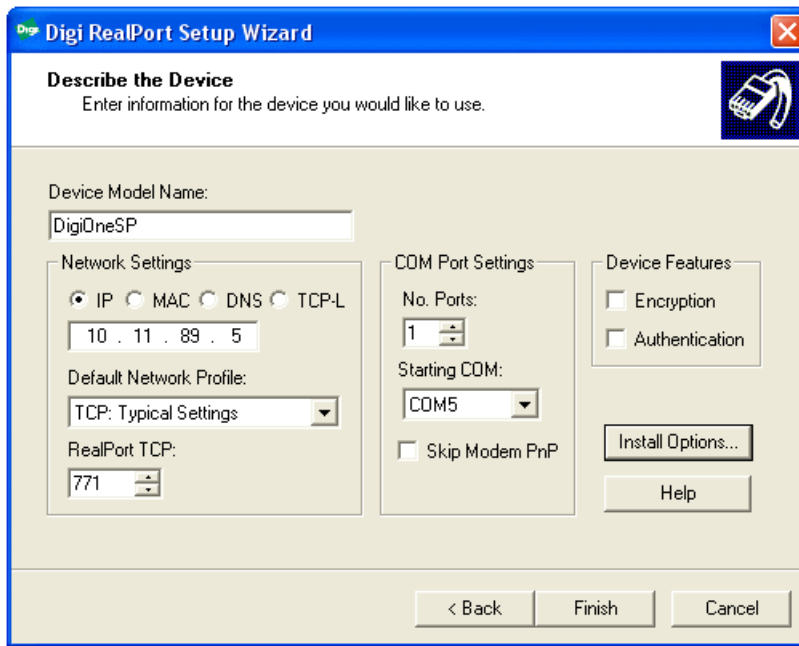 Digi Digi RealPort Setup Wizard
Describe the Device
Enter information for the device you would like to use.
Device Model Name:
DigiOneSP
Network Settings
IP MAC DNS TCP-L
10 . 11 . 89 . 5
Default Network Profile:
TCP: Typical Settings
RealPort TCP:
771
COM Port Settings
No. Ports:
1
Starting COM:
COM5
Skip Modem PnP
Device Features
Encryption
Authentication
Install Options...
Help
< Back Finish Cancel